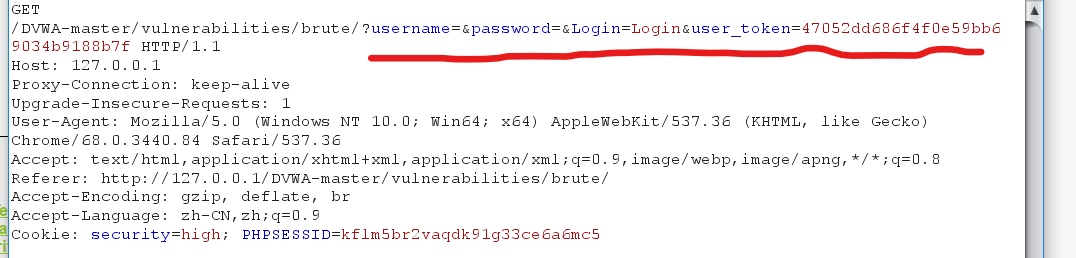 GET
/DVWA-master/vulnerabilities/brute/?username=&password=&Login=Login&user_token=47052dd686f4f0e59bb6
9034b9188b7f HTTP/1.1
Host: 127.0.0.1
Proxy-Connection: keep-alive
Upgrade-Insecure-Requests: 1
User-Agent: Mozilla/5.0 (Windows NT 10.0; Win64; x64) AppleWebKit/537.36 (KHTML, like Gecko)
Chrome/68.0.3440.84 Safari/537.36
Accept: text/html,application/xhtml+xml,application/xml;q=0.9,image/webp,image/apng,*/*;q=0.8
Referer: http://127.0.0.1/DVWA-master/vulnerabilities/brute/
Accept-Encoding: gzip, deflate, br
Accept-Language: zh-CN,zh;q=0.9
Cookie: security=high; PHPSESSID=kflm5br2vaqdk91g33ce6a6mc5